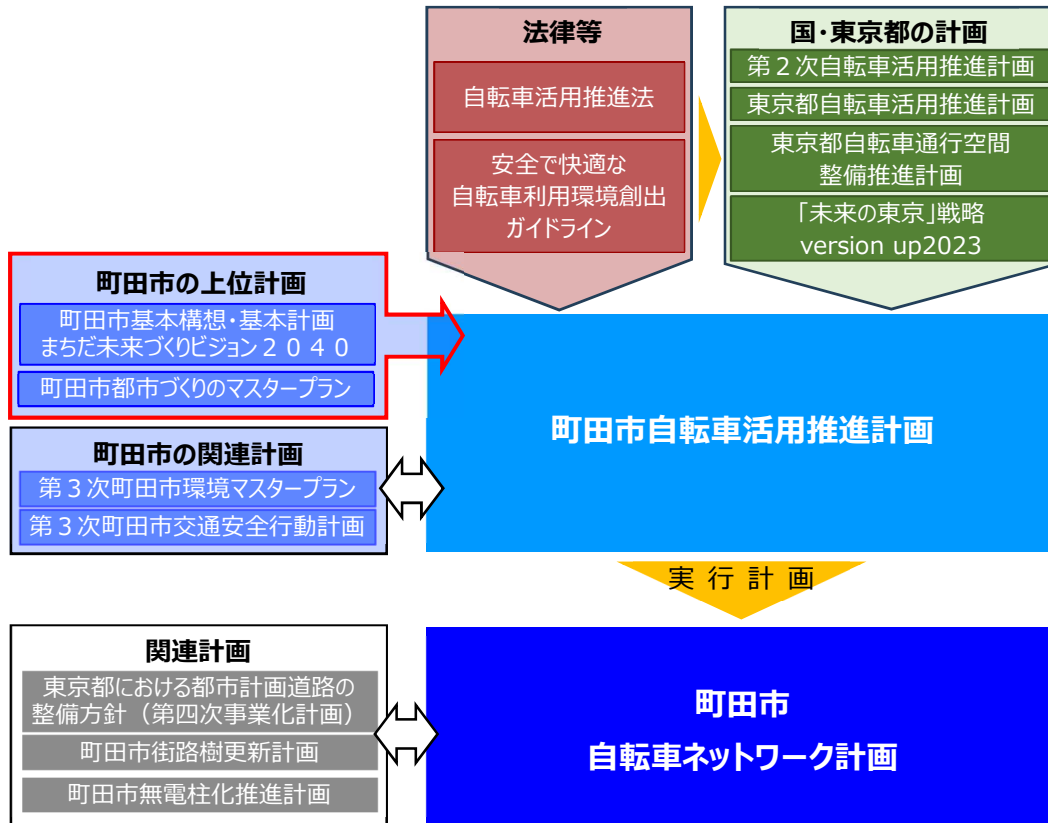 法律等
自転車活用推進法
安全で快適な
自転車利用環境創出
ガイドライン
国・東京都の計画
第２次自転車活用推進計画
東京都自転車活用推進計画
東京都自転車通行空間
整備推進計画
「未来の東京」戦略
version up2023
町田市の上位計画
町田市基本構想・基本計画
まちだ未来づくりビジョン２０４０
町田市都市づくりのマスタープラン
町田市の関連計画
第３次町田市環境マスタープラン
第３次町田市交通安全行動計画
町田市自転車活用推進計画
実行計画
関連計画
東京都における都市計画道路の
整備方針（第四次事業化計画）
町田市街路樹更新計画
町田市無電柱化推進計画
町田市
自転車ネットワーク計画